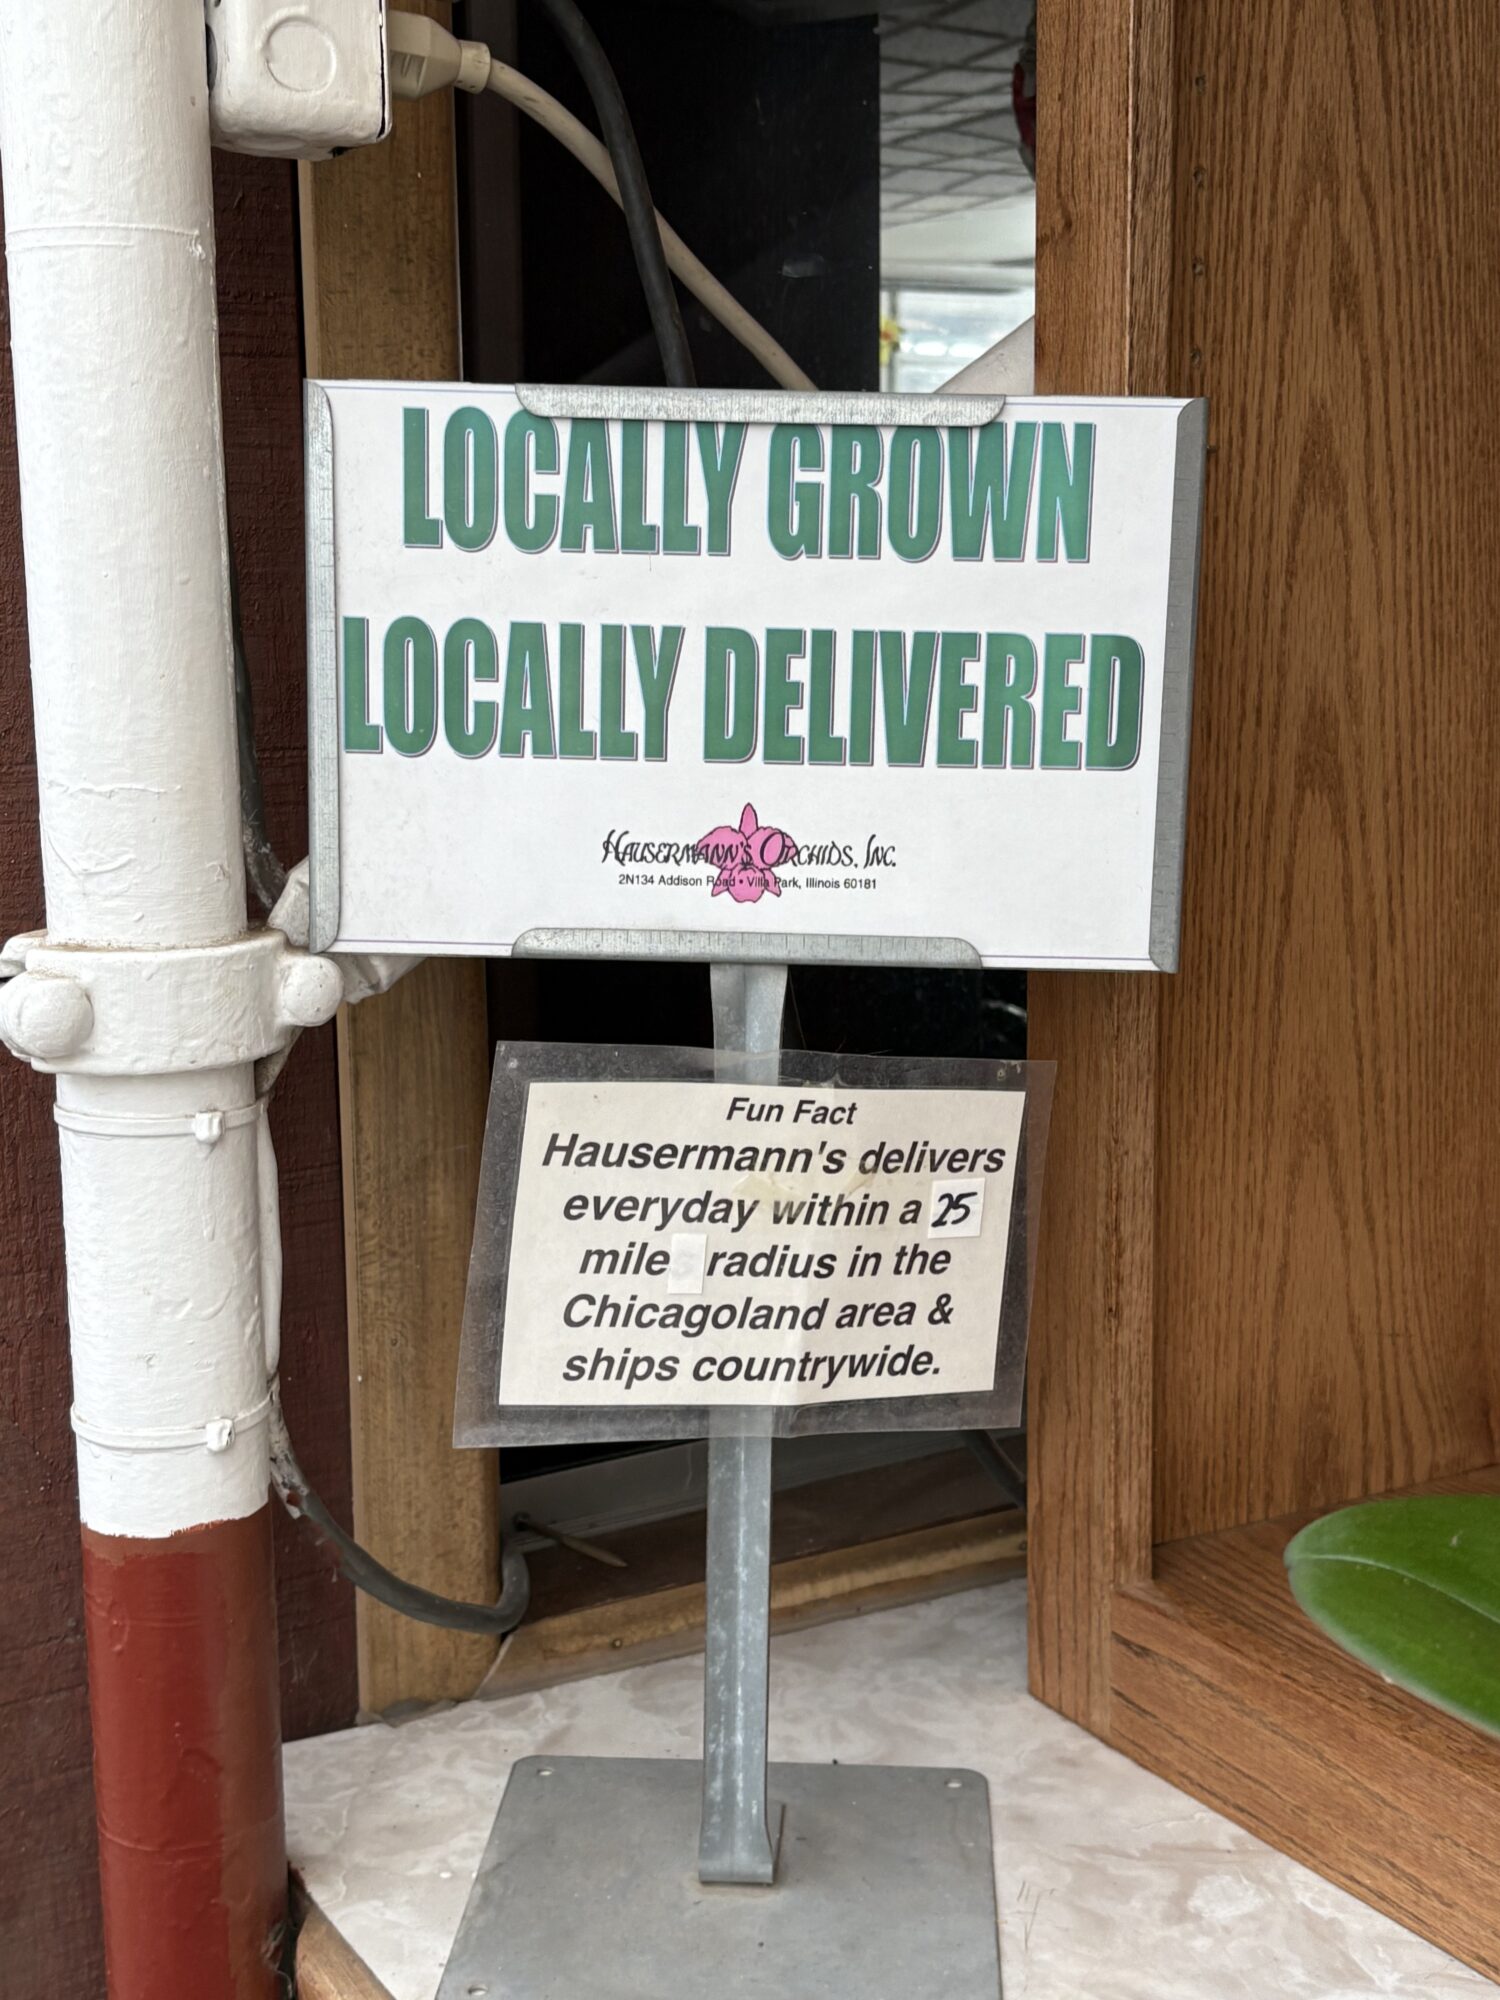 LOCALLY GROWN
LOCALLY DELIVERED
HAUSERMANN'S ORCHIDS, INC.
2N134 Addison Road • Villa Park, Illinois 60181
Fun Fact
Hausermann's delivers
everyday within a 25
mile radius in the
Chicagoland area &
ships countrywide.